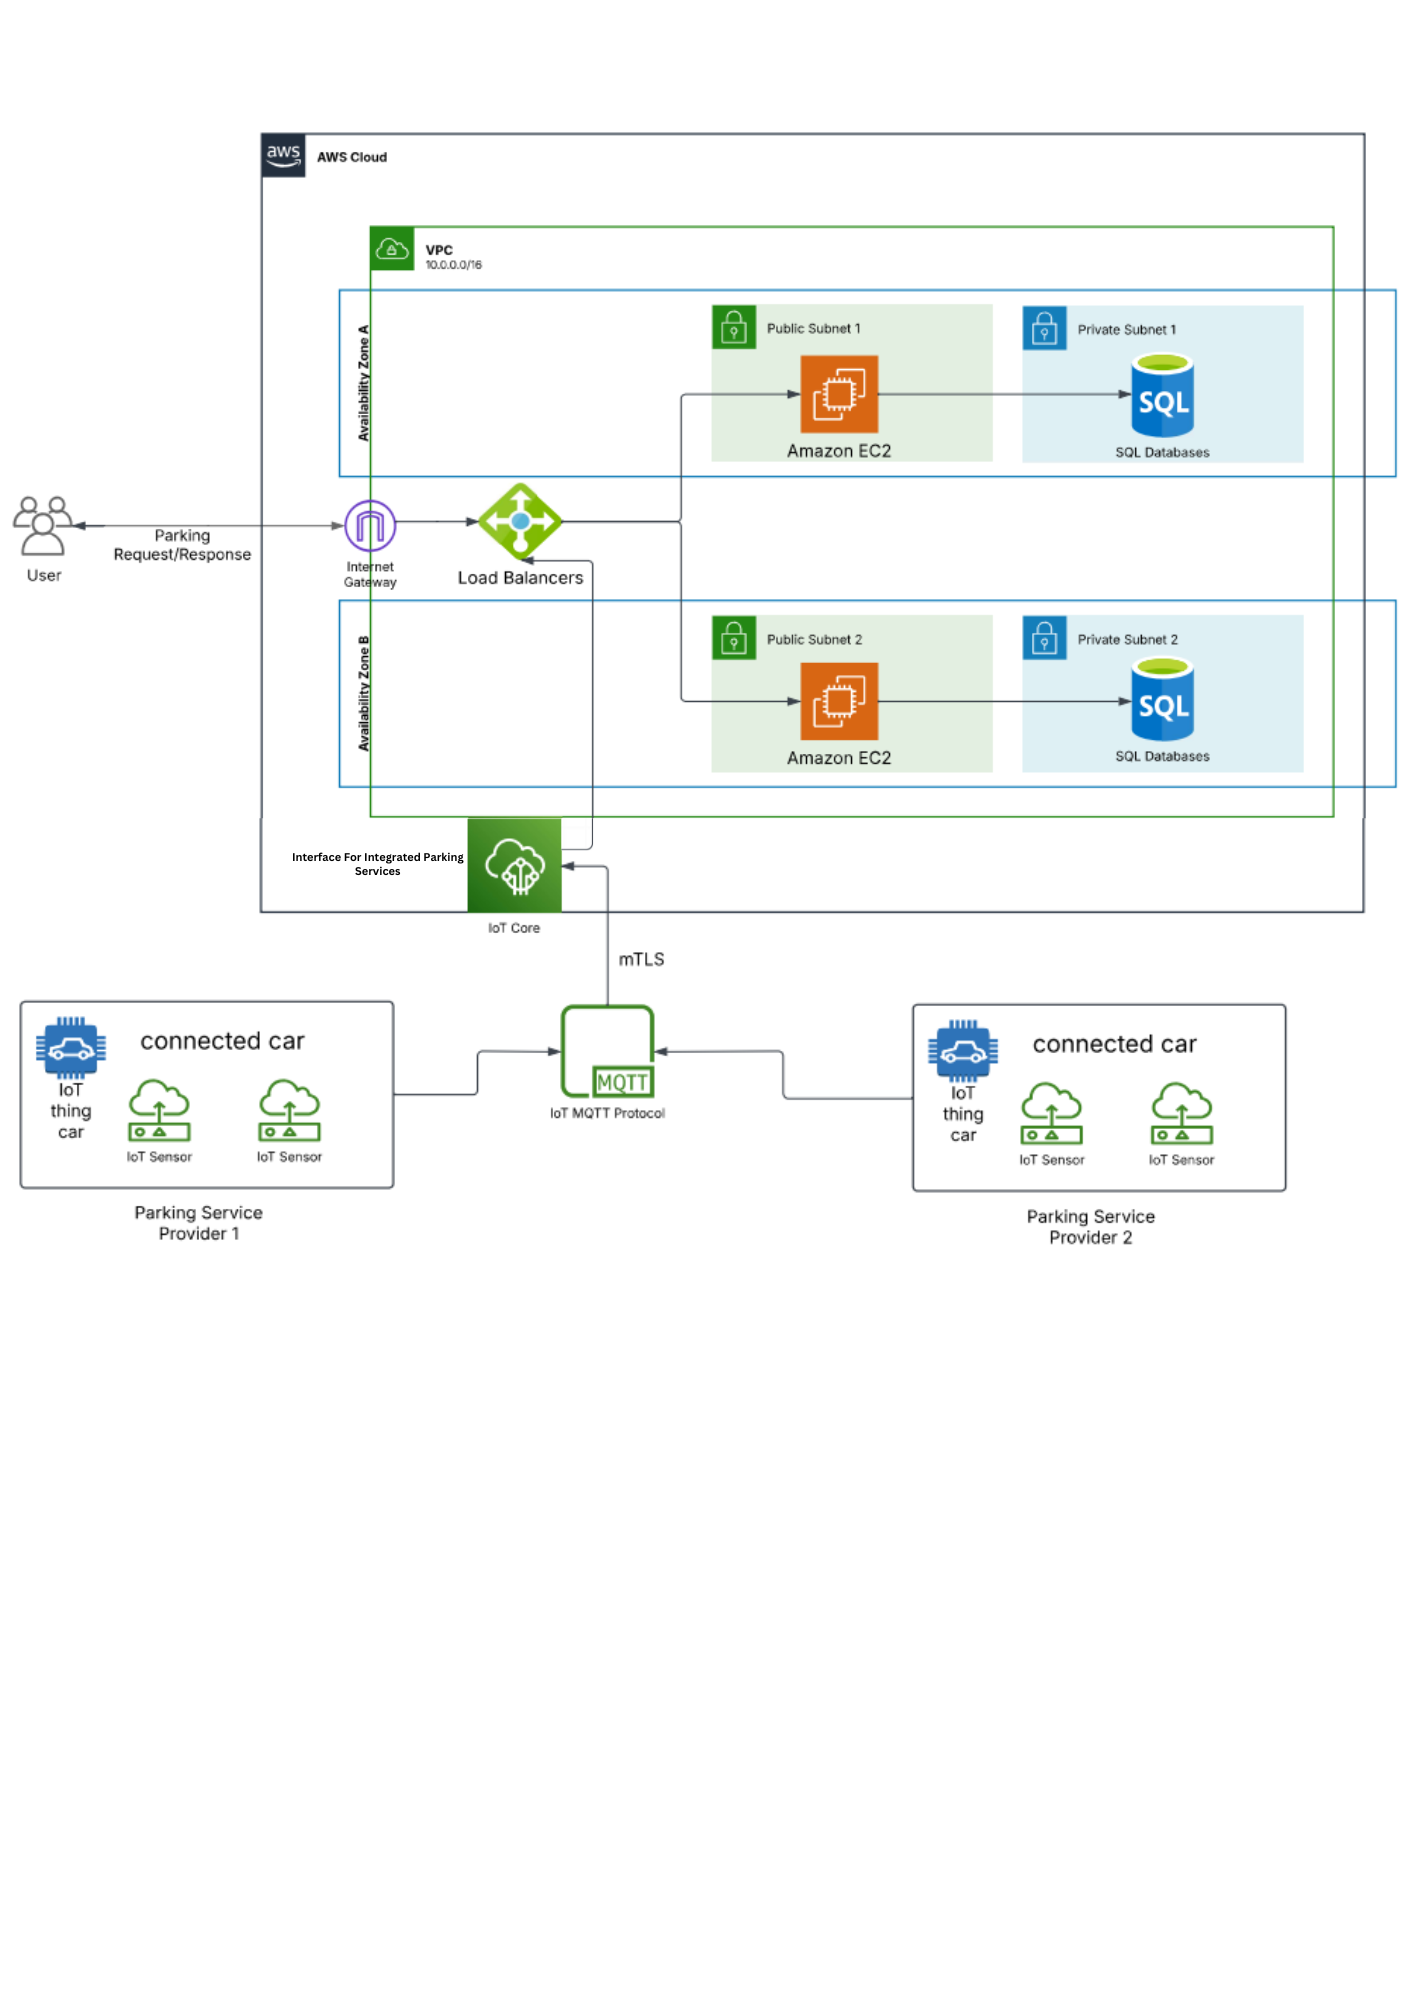 aws
AWS Cloud
VPC
10.0.0.0/16
Availability Zone A
Public Subnet 1
Amazon EC2
Private Subnet 1
SQL
SQL Databases
User
Parking
Request/Response
Internet
Gateway
Load Balancers
Availability Zone B
Public Subnet 2
Amazon EC2
Private Subnet 2
SQL
SQL Databases
Interface For Integrated Parking
Services
IoT Core
mTLS
connected car
IoT
thing
car
IoT Sensor
IoT Sensor
Parking Service
Provider 1
MQTT
IoT MQTT Protocol
connected car
IoT
thing
car
IoT Sensor
IoT Sensor
Parking Service
Provider 2